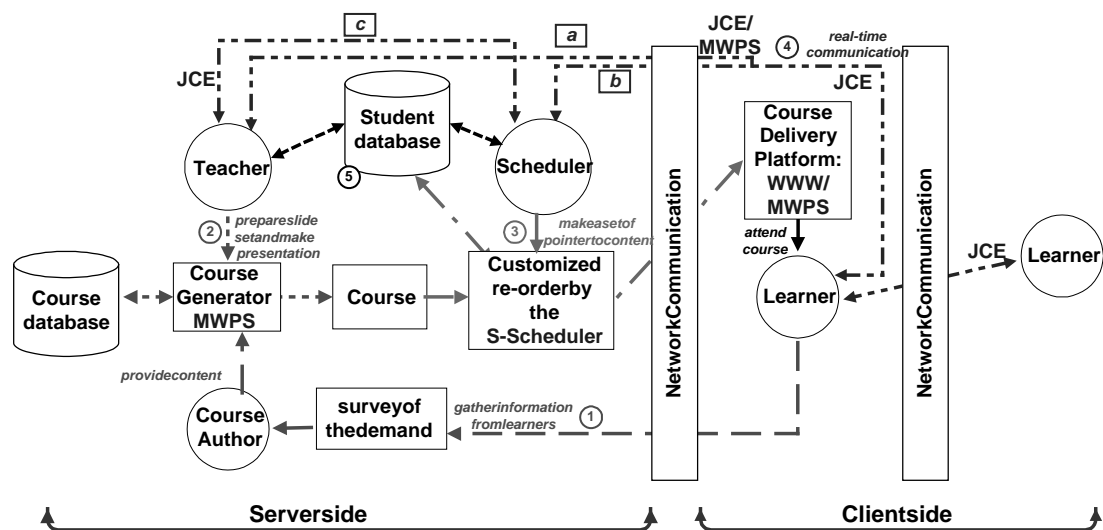 c
a
JCE/
MWPS
4
real-time
communication
b
JCE
JCE
Student
database
5
Teacher
Scheduler
Course
Delivery
Platform:
WWW/
MWPS
NetworkCommunication
NetworkCommunication
2
prepareslide
setandmake
presentation
3
makeasetof
pointertocontent
attend
course
Course
database
Course
Generator
MWPS
Course
Customized
re-orderby
the
S-Scheduler
Learner
JCE
Learner
providecontent
Course
Author
surveyof
thedemand
gatherinformation
fromlearners
1
Serverside
Clientside